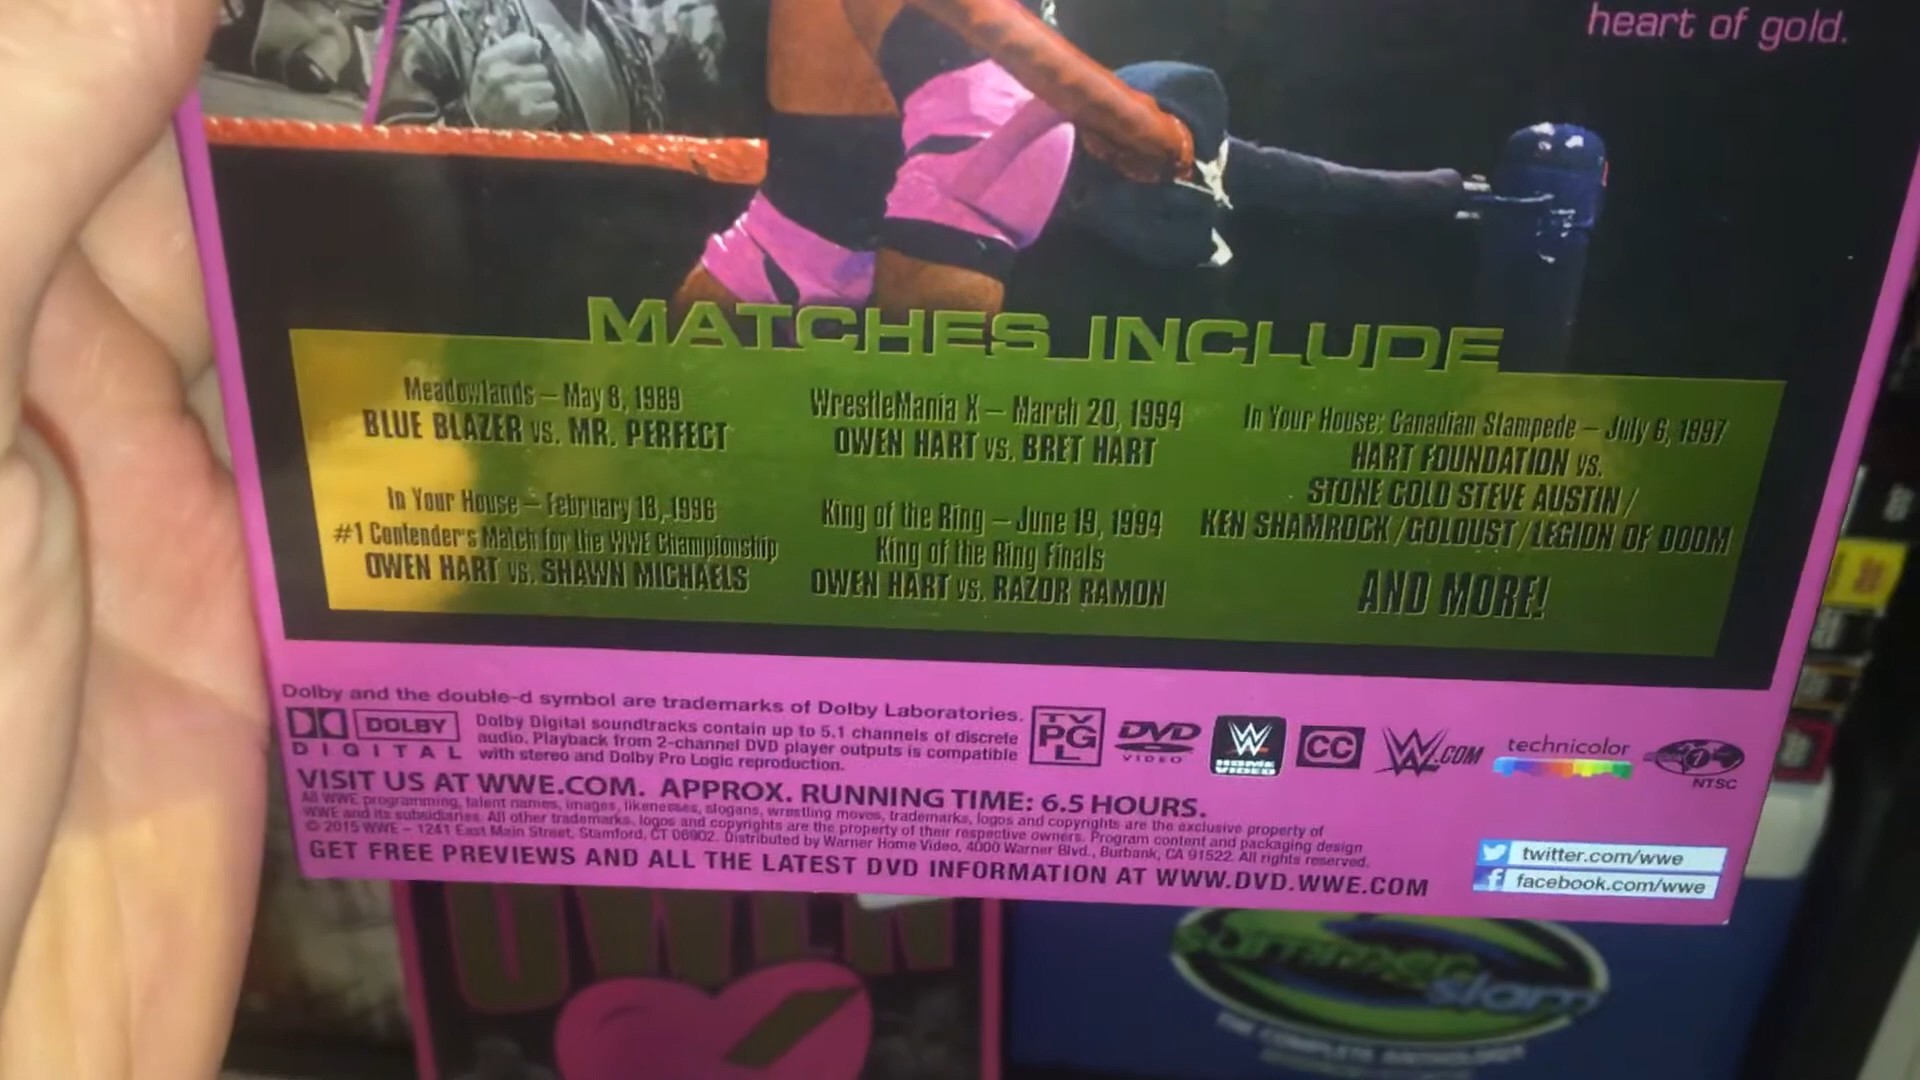 heart of gold.
MATCHES INCLUDE
Meadowlands – May 8, 1989
BLUE BLAZER vs. MR. PERFECT
In Your House – February 18, 1996
#1 Contender's Match for the WWE Championship
OWEN HART vs. SHAWN MICHAELS
WrestleMania X – March 20, 1994
OWEN HART vs. BRET HART
King of the Ring – June 19, 1994
King of the Ring Finals
OWEN HART vs. RAZOR RAMON
In Your House: Canadian Stampede – July 6, 1997
HART FOUNDATION vs.
STONE COLD STEVE AUSTIN /
KEN SHAMROCK / GOLDUST / LEGION OF DOOM
AND MORE!
Dolby and the double-d symbol are trademarks of Dolby Laboratories.
DOLBY
DIGITAL
Dolby Digital soundtracks contain up to 5.1 channels of discrete
audio. Playback from 2-channel DVD player outputs is compatible
with stereo and Dolby Pro Logic reproduction.
TV
PG
L
DVD
VIDEO
W
HOME
VIDEO
CC
W.COM
technicolor
7
NTSC
VISIT US AT WWE.COM. APPROX. RUNNING TIME: 6.5 HOURS.
All WWE programming, talent names, images, likenesses, slogans, wrestling moves, trademarks, logos and copyrights are the exclusive property of
WWE and its subsidiaries. All other trademarks, logos and copyrights are the property of their respective owners. Program content and packaging design
© 2015 WWE – 1241 East Main Street, Stamford, CT 06902. Distributed by Warner Home Video, 4000 Warner Blvd., Burbank, CA 91522. All rights reserved.
GET FREE PREVIEWS AND ALL THE LATEST DVD INFORMATION AT WWW.DVD.WWE.COM
twitter.com/wwe
facebook.com/wwe
OWEN
summer
slam
THE COMPLETE ANTHOLOGY